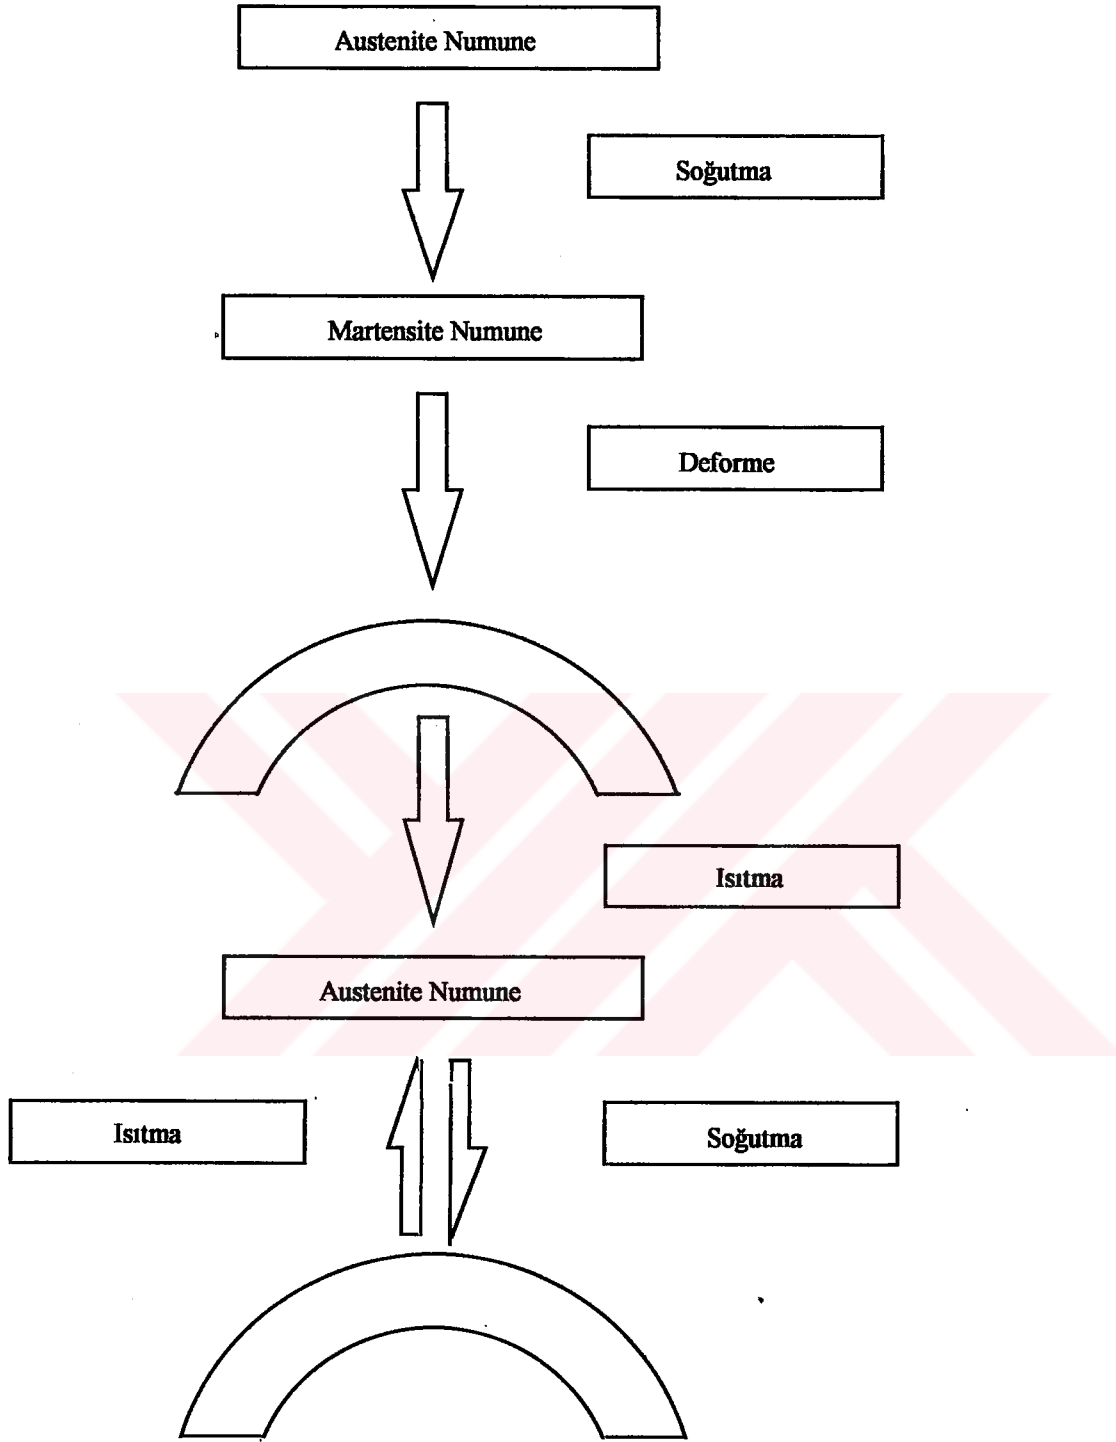 Austenite Numune
Soğutma
Martensite Numune
Deforme
Isıtma
Austenite Numune
Isıtma
Soğutma